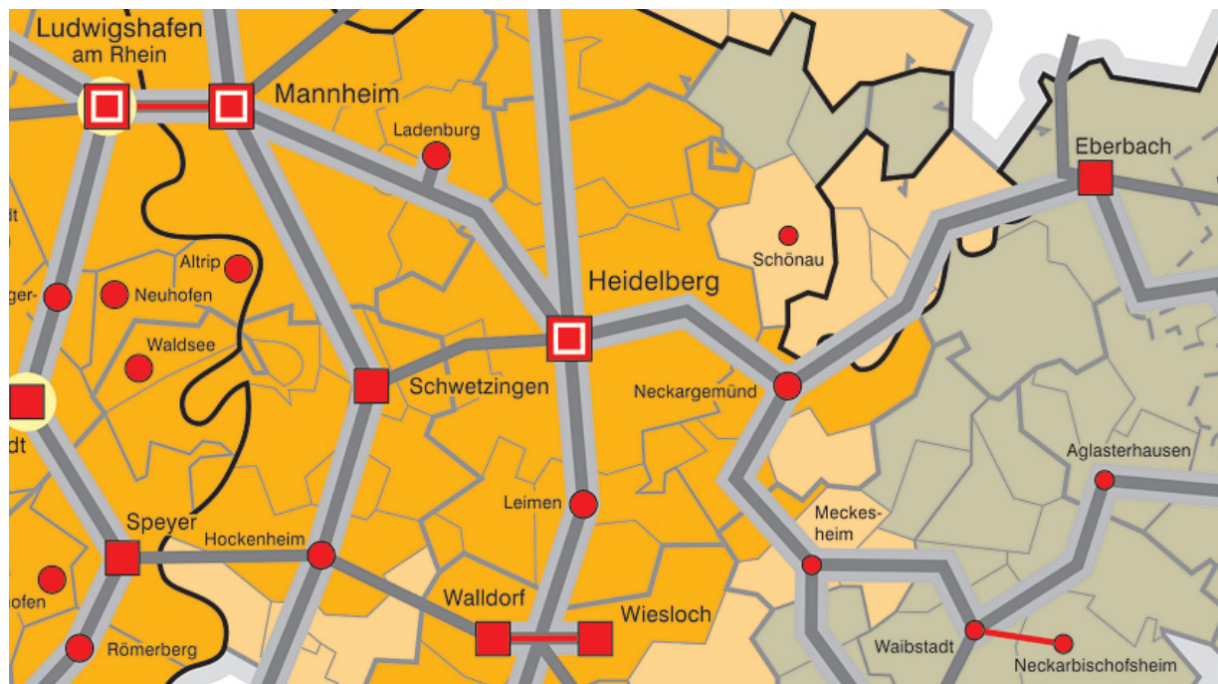 Ludwigshafen
am Rhein
Mannheim
Ladenburg
Eberbach
Altrip
Schönau
Neuhofen
Heidelberg
Waldsee
Schwetzingen
Neckargemünd
Aglasterhausen
Leimen
Meckes-
heim
Speyer
Hockenheim
Walldorf
Wiesloch
Römerberg
Waibstadt
Neckarbischofsheim